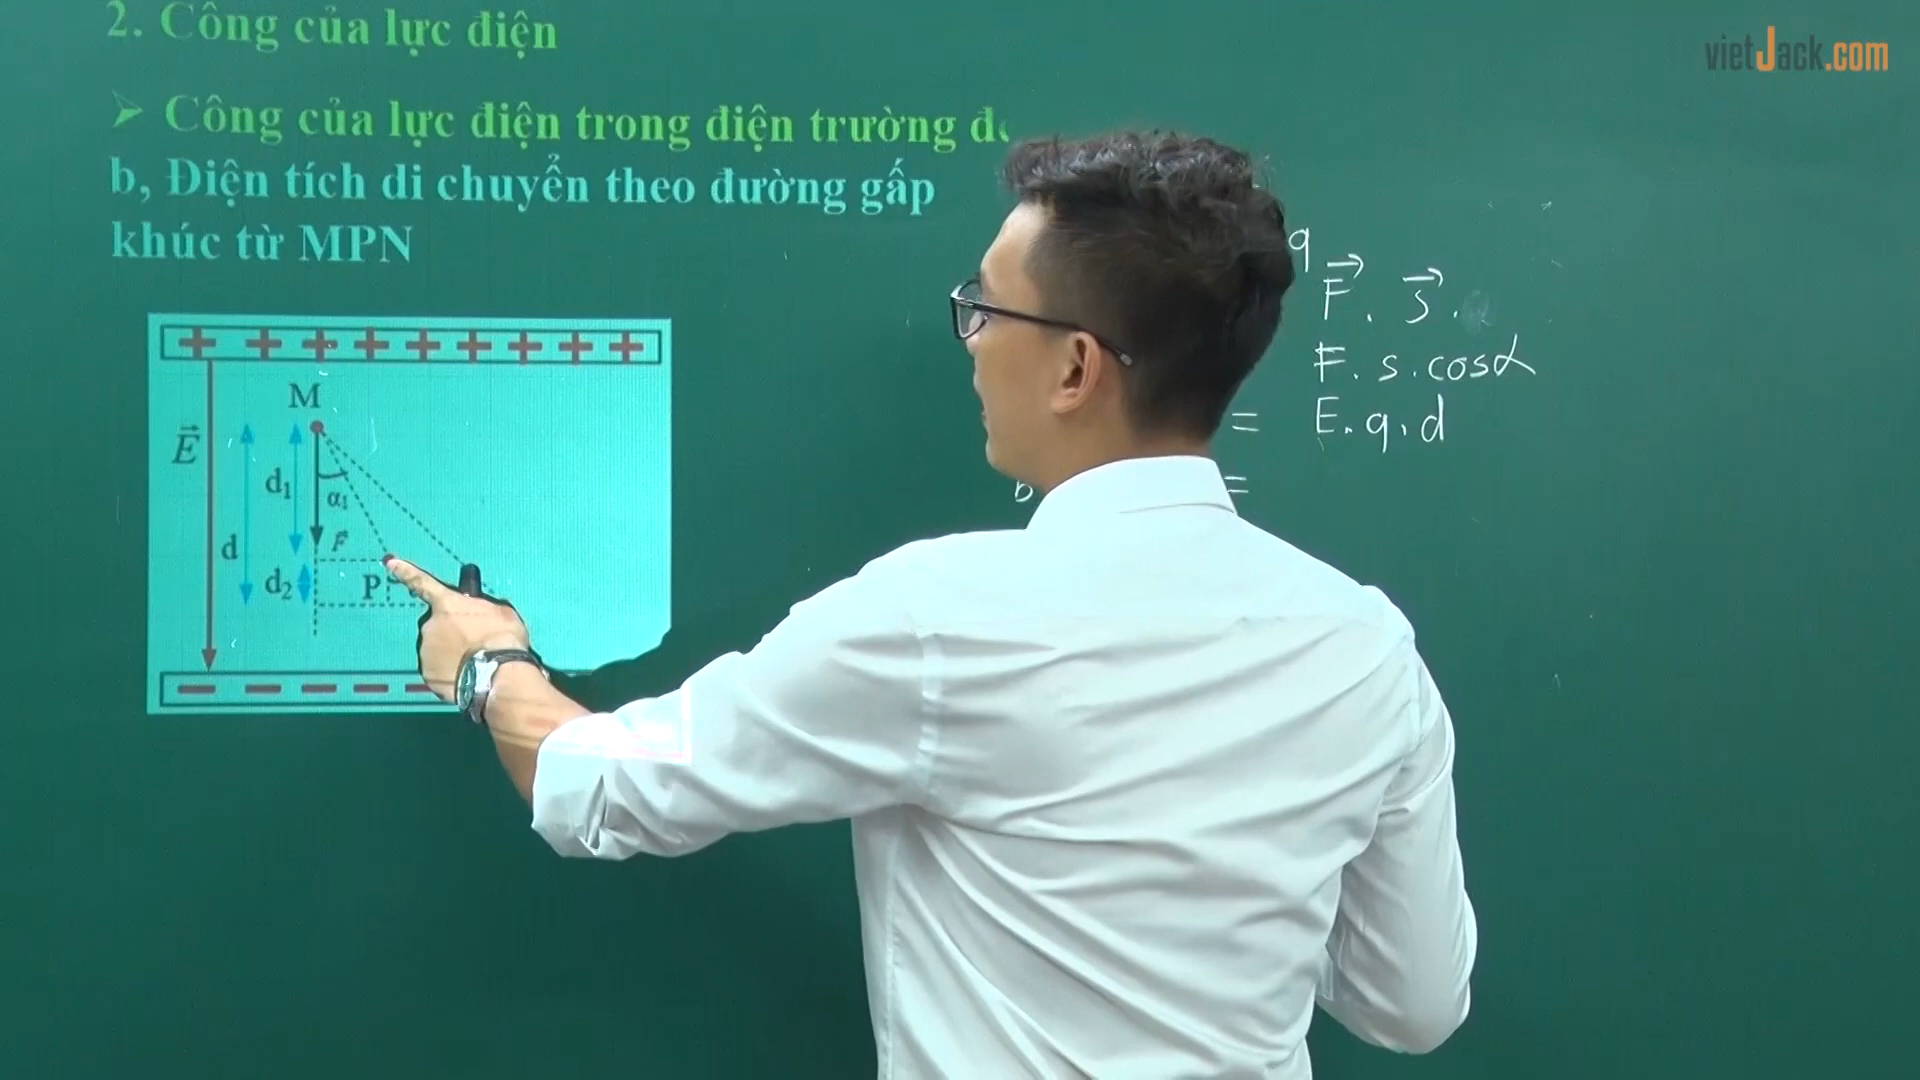 2. Công của lực điện
vietJack.com
➢ Công của lực điện trong điện trường
b, Điện tích di chuyển theo đường gấp
khúc từ MPN
+ + + + + + + + +
M
E
d₁
α₁
F
d
d₂
P
− − − − −
q
F . s .
F . s . cosα
= E . q . d
b =